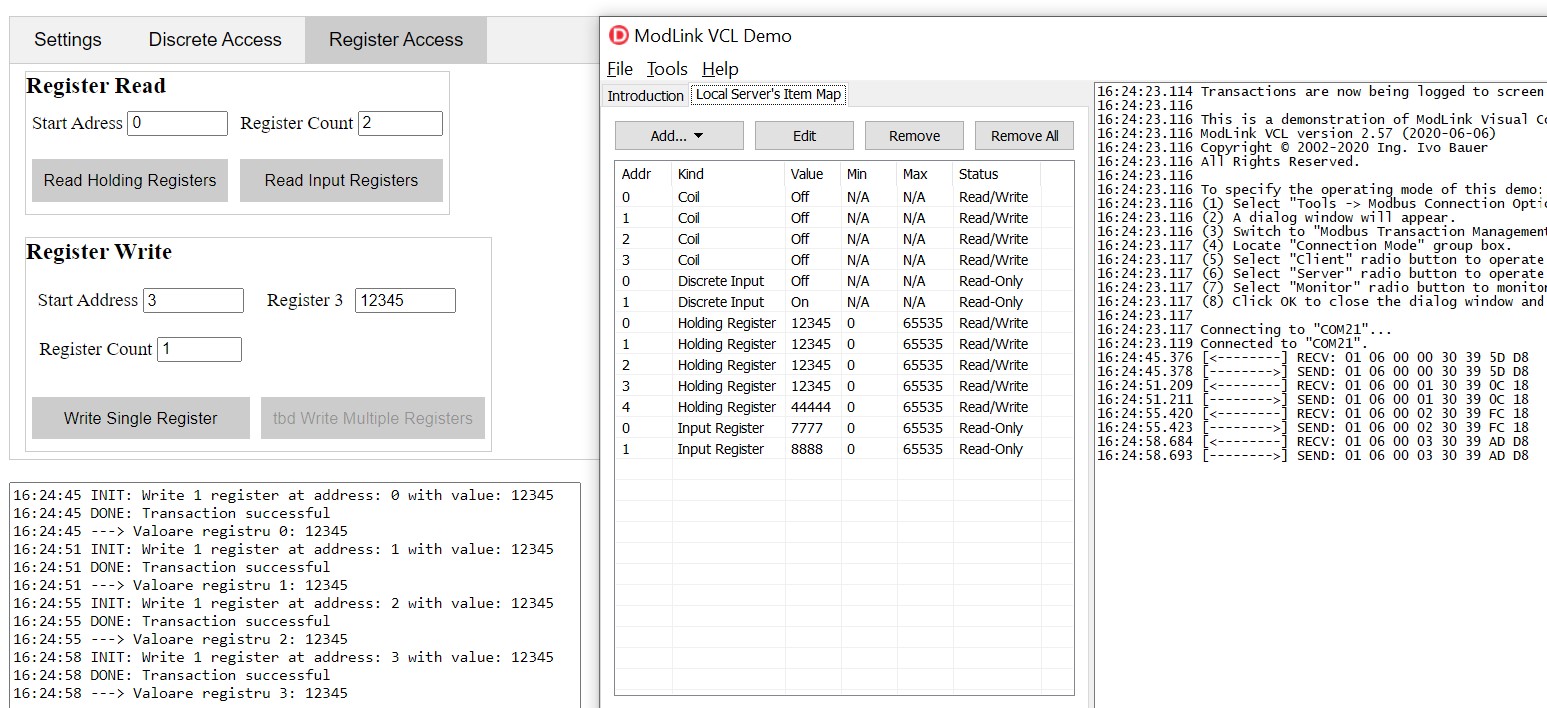 Settings Discrete Access Register Access
Register Read
Start Adress 0 Register Count 2
Read Holding Registers Read Input Registers
Register Write
Start Address 3 Register 3 12345
Register Count 1
Write Single Register tbd Write Multiple Registers
16:24:45 INIT: Write 1 register at address: 0 with value: 12345
16:24:45 DONE: Transaction successful
16:24:45 ---> Valoare registru 0: 12345
16:24:51 INIT: Write 1 register at address: 1 with value: 12345
16:24:51 DONE: Transaction successful
16:24:51 ---> Valoare registru 1: 12345
16:24:55 INIT: Write 1 register at address: 2 with value: 12345
16:24:55 DONE: Transaction successful
16:24:55 ---> Valoare registru 2: 12345
16:24:58 INIT: Write 1 register at address: 3 with value: 12345
16:24:58 DONE: Transaction successful
16:24:58 ---> Valoare registru 3: 12345
ModLink VCL Demo
File Tools Help
Introduction Local Server's Item Map
Add... Edit Remove Remove All
Addr Kind Value Min Max Status
0 Coil Off N/A N/A Read/Write
1 Coil Off N/A N/A Read/Write
2 Coil Off N/A N/A Read/Write
3 Coil Off N/A N/A Read/Write
0 Discrete Input Off N/A N/A Read-Only
1 Discrete Input On N/A N/A Read-Only
0 Holding Register 12345 0 65535 Read/Write
1 Holding Register 12345 0 65535 Read/Write
2 Holding Register 12345 0 65535 Read/Write
3 Holding Register 12345 0 65535 Read/Write
4 Holding Register 44444 0 65535 Read/Write
0 Input Register 7777 0 65535 Read-Only
1 Input Register 8888 0 65535 Read-Only
16:24:23.114 Transactions are now being logged to screen
16:24:23.116
16:24:23.116 This is a demonstration of ModLink Visual Co
16:24:23.116 ModLink VCL version 2.57 (2020-06-06)
16:24:23.116 Copyright © 2002-2020 Ing. Ivo Bauer
16:24:23.116 All Rights Reserved.
16:24:23.116
16:24:23.116 To specify the operating mode of this demo:
16:24:23.116 (1) Select "Tools -> Modbus Connection Optio
16:24:23.116 (2) A dialog window will appear.
16:24:23.116 (3) Switch to "Modbus Transaction Management
16:24:23.117 (4) Locate "Connection Mode" group box.
16:24:23.117 (5) Select "Client" radio button to operate
16:24:23.117 (6) Select "Server" radio button to operate
16:24:23.117 (7) Select "Monitor" radio button to monitor
16:24:23.117 (8) Click OK to close the dialog window and
16:24:23.117
16:24:23.117 Connecting to "COM21"...
16:24:23.119 Connected to "COM21".
16:24:45.376 [<--------] RECV: 01 06 00 00 30 39 5D D8
16:24:45.378 [-------->] SEND: 01 06 00 00 30 39 5D D8
16:24:51.209 [<--------] RECV: 01 06 00 01 30 39 0C 18
16:24:51.211 [-------->] SEND: 01 06 00 01 30 39 0C 18
16:24:55.420 [<--------] RECV: 01 06 00 02 30 39 FC 18
16:24:55.423 [-------->] SEND: 01 06 00 02 30 39 FC 18
16:24:58.684 [<--------] RECV: 01 06 00 03 30 39 AD D8
16:24:58.693 [-------->] SEND: 01 06 00 03 30 39 AD D8